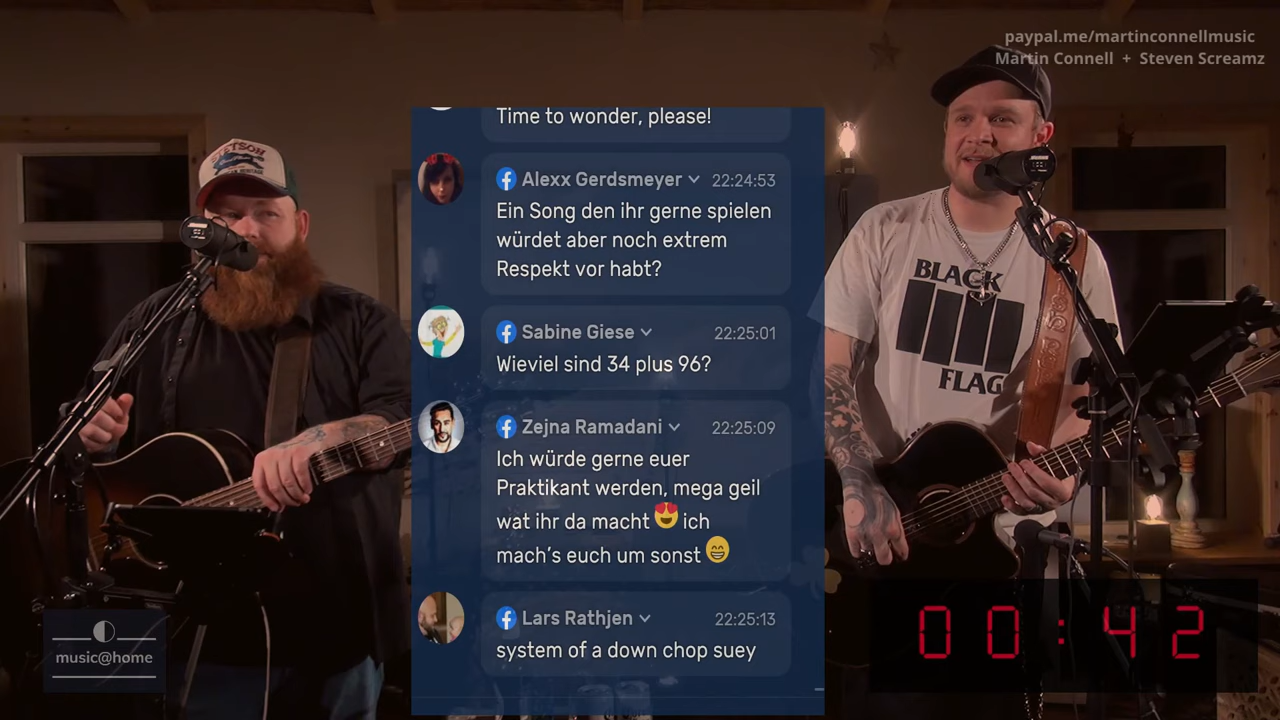 paypal.me/martinconnellmusic
Martin Connell + Steven Screamz
Time to wonder, please!
Alexx Gerdsmeyer 22:24:53
Ein Song den ihr gerne spielen
würdet aber noch extrem
Respekt vor habt?
Sabine Giese 22:25:01
Wieviel sind 34 plus 96?
Zejna Ramadani 22:25:09
Ich würde gerne euer
Praktikant werden, mega geil
wat ihr da macht 😍 ich
mach's euch um sonst 😁
Lars Rathjen 22:25:13
system of a down chop suey
STETSON
BLACK
FLAG
music@home
00:42